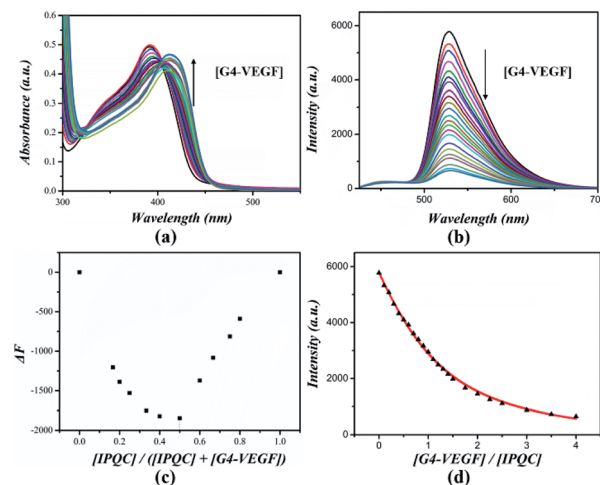 0.6
0.5
0.4
0.3
0.2
0.1
0.0
300
400
500
Absorbance (a.u.)
Wavelength (nm)
[G4-VEGF]
(a)
6000
4000
2000
0
500
600
700
Intensity (a.u.)
Wavelength (nm)
[G4-VEGF]
(b)
0
-500
-1000
-1500
-2000
0.0
0.2
0.4
0.6
0.8
1.0
ΔF
[IPQC] / ([IPQC] + [G4-VEGF])
(c)
8000
6000
4000
2000
0
0
1
2
3
4
Intensity (a.u.)
[G4-VEGF] / [IPQC]
(d)